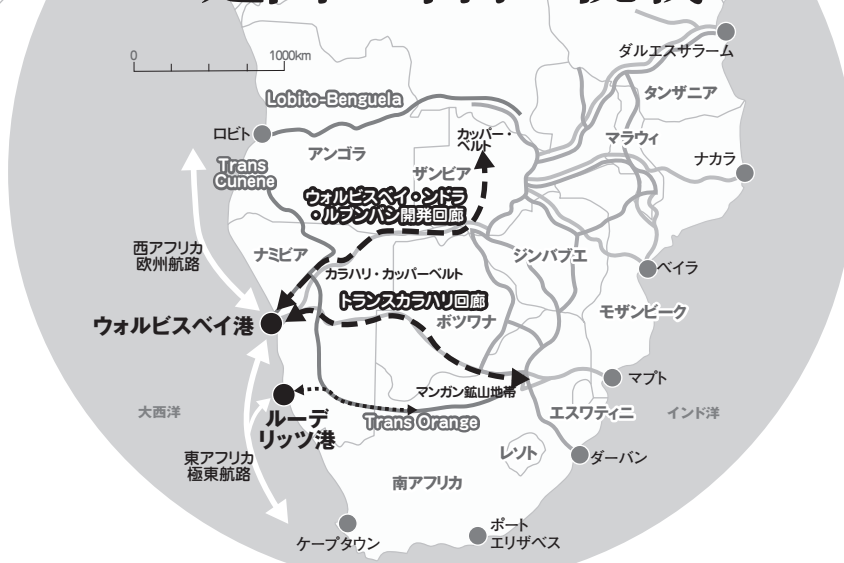 0
1000km
ダルエスサラーム
タンザニア
Lobito-Benguela
ロビト
アンゴラ
カッパー・
ベルト
マラウィ
ナカラ
Trans
Cunene
ザンビア
ウォルビスベイ・ンドラ
・ルブンバシ開発回廊
西アフリカ
欧州航路
ナミビア
ジンバブエ
ベイラ
カラハリ・カッパーベルト
トランスカラハリ回廊
ボツワナ
モザンビーク
ウォルビスベイ港
マプト
マンガン鉱山地帯
大西洋
エスワティニ
インド洋
ルーデ
リッツ港
Trans Orange
レソト
ダーバン
東アフリカ
極東航路
南アフリカ
ケープタウン
ポート
エリザベス